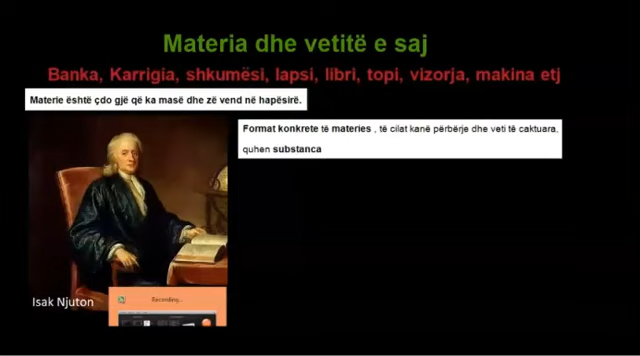 Materia dhe vetitë e saj
Banka, Karrigia, shkumësi, lapsi, libri, topi, vizorja, makina etj
Materie është çdo gjë që ka masë dhe zë vend në hapësirë.
Format konkrete të materies , të cilat kanë përbërje dhe veti të caktuara,
quhen substanca
Isak Njuton
Recording...